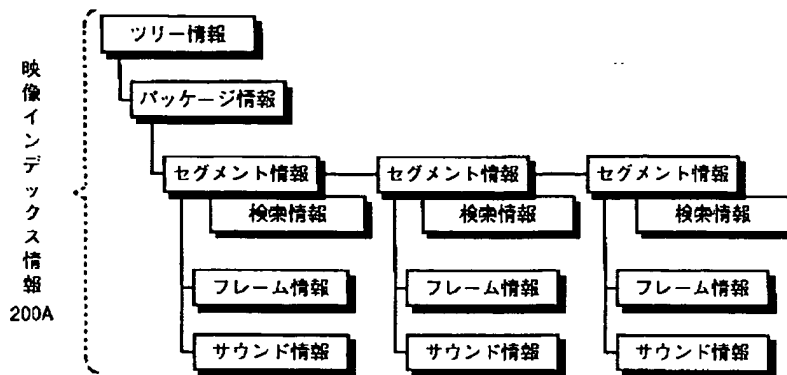 映像インデックス情報
200A
ツリー情報
パッケージ情報
セグメント情報 セグメント情報 セグメント情報
検索情報 検索情報 検索情報
フレーム情報 フレーム情報 フレーム情報
サウンド情報 サウンド情報 サウンド情報